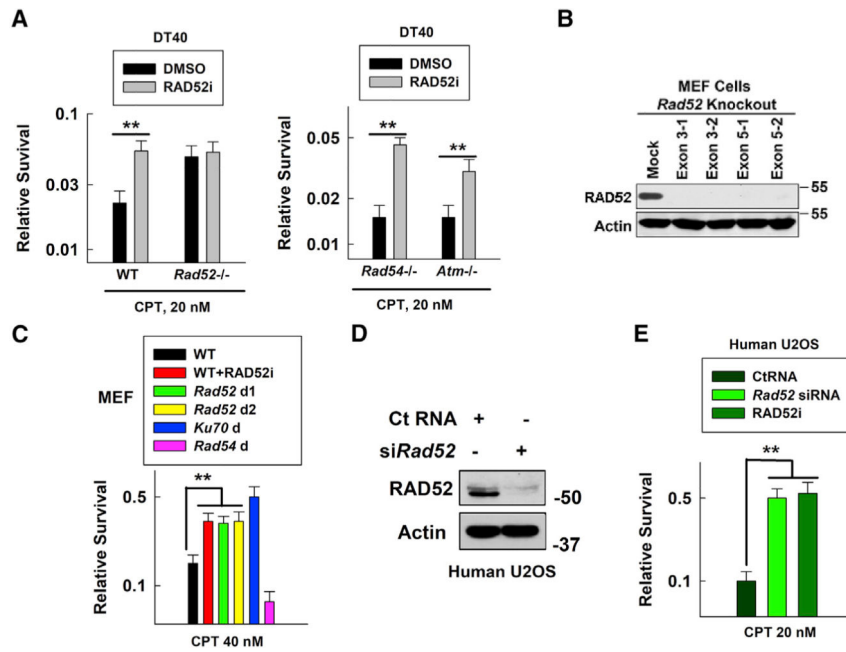 A
DT40
DMSO
RAD52i
Relative Survival
0.1
0.03
0.01
**
WT
Rad52-/-
CPT, 20 nM
DT40
DMSO
RAD52i
Relative Survival
0.05
0.02
0.01
**
**
Rad54-/-
Atm-/-
CPT, 20 nM
B
MEF Cells
Rad52 Knockout
Mock
Exon 3-1
Exon 3-2
Exon 5-1
Exon 5-2
RAD52
55
55
Actin
C
MEF
WT
WT+RAD52i
Rad52 d1
Rad52 d2
Ku70 d
Rad54 d
Relative Survival
0.5
0.1
**
CPT 40 nM
D
Ct RNA + -
siRad52 - +
RAD52
-50
Actin
-37
Human U2OS
E
Human U2OS
CtRNA
Rad52 siRNA
RAD52i
Relative Survival
0.5
0.1
**
CPT 20 nM